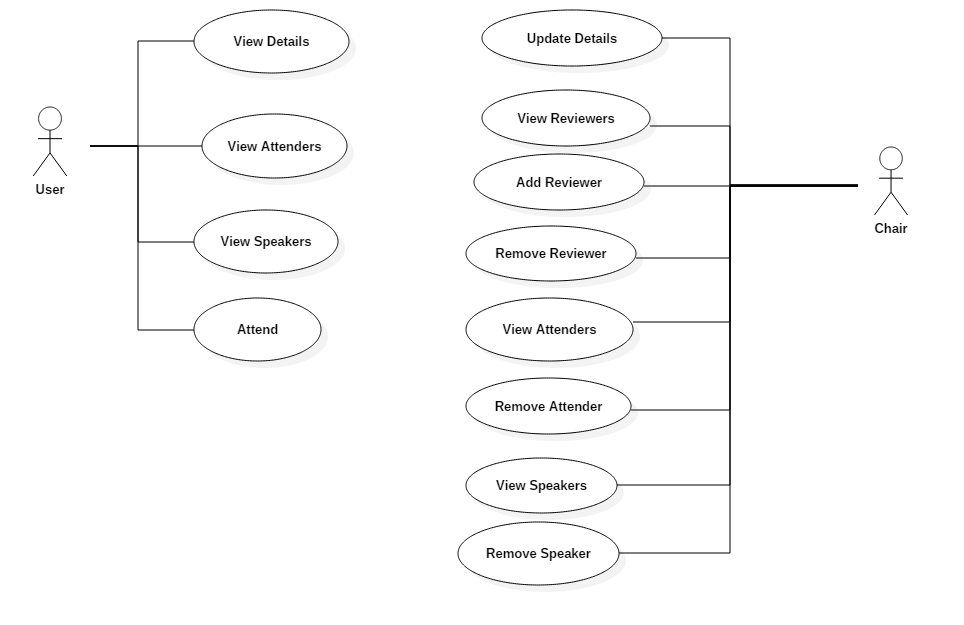 View Details
View Attenders
User
View Speakers
Attend
Update Details
View Reviewers
Add Reviewer
Remove Reviewer
View Attenders
Remove Attender
View Speakers
Remove Speaker
Chair